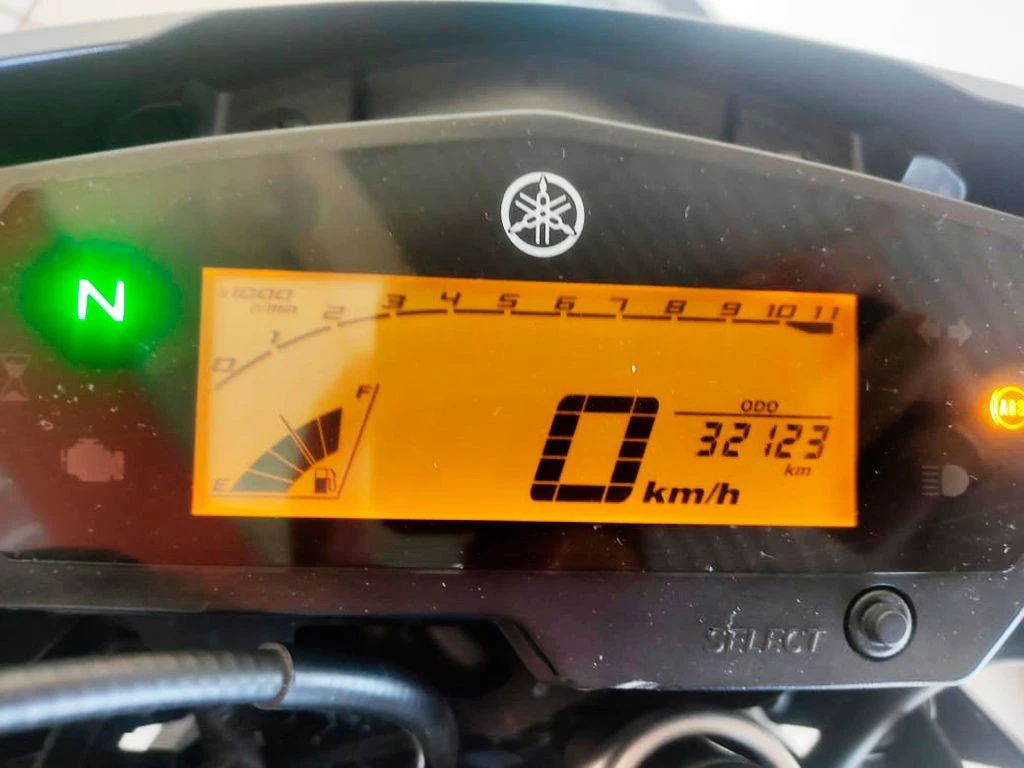 N
x1000
r/min
0 1 2 3 4 5 6 7 8 9 10 11
F
E
ODO
32123
km
0 km/h
ABS
SELECT